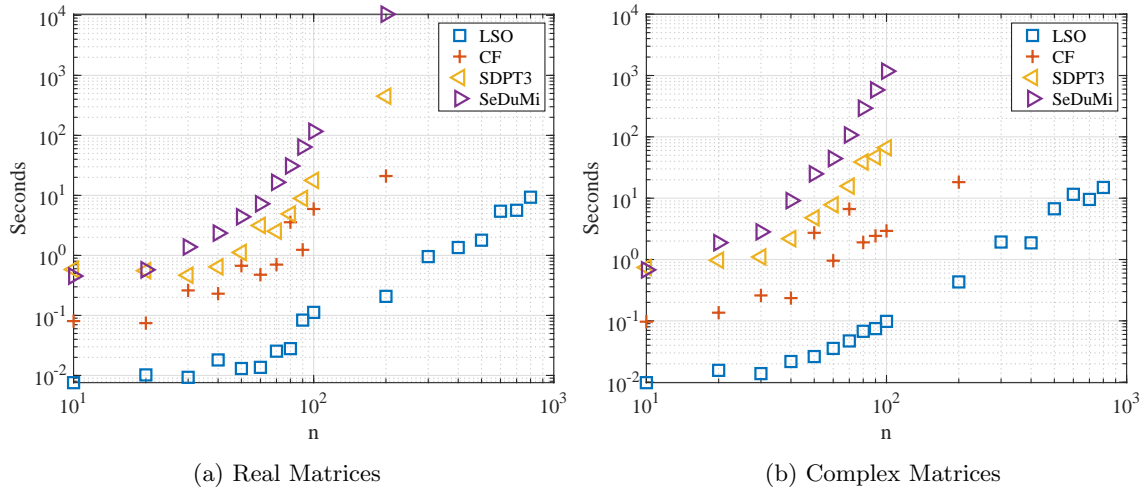 10^4
10^3
10^2
10^1
10^0
10^-1
10^-2
Seconds
10^1
10^2
10^3
n
LSO
CF
SDPT3
SeDuMi
(a) Real Matrices
10^4
10^3
10^2
10^1
10^0
10^-1
10^-2
Seconds
10^1
10^2
10^3
n
LSO
CF
SDPT3
SeDuMi
(b) Complex Matrices